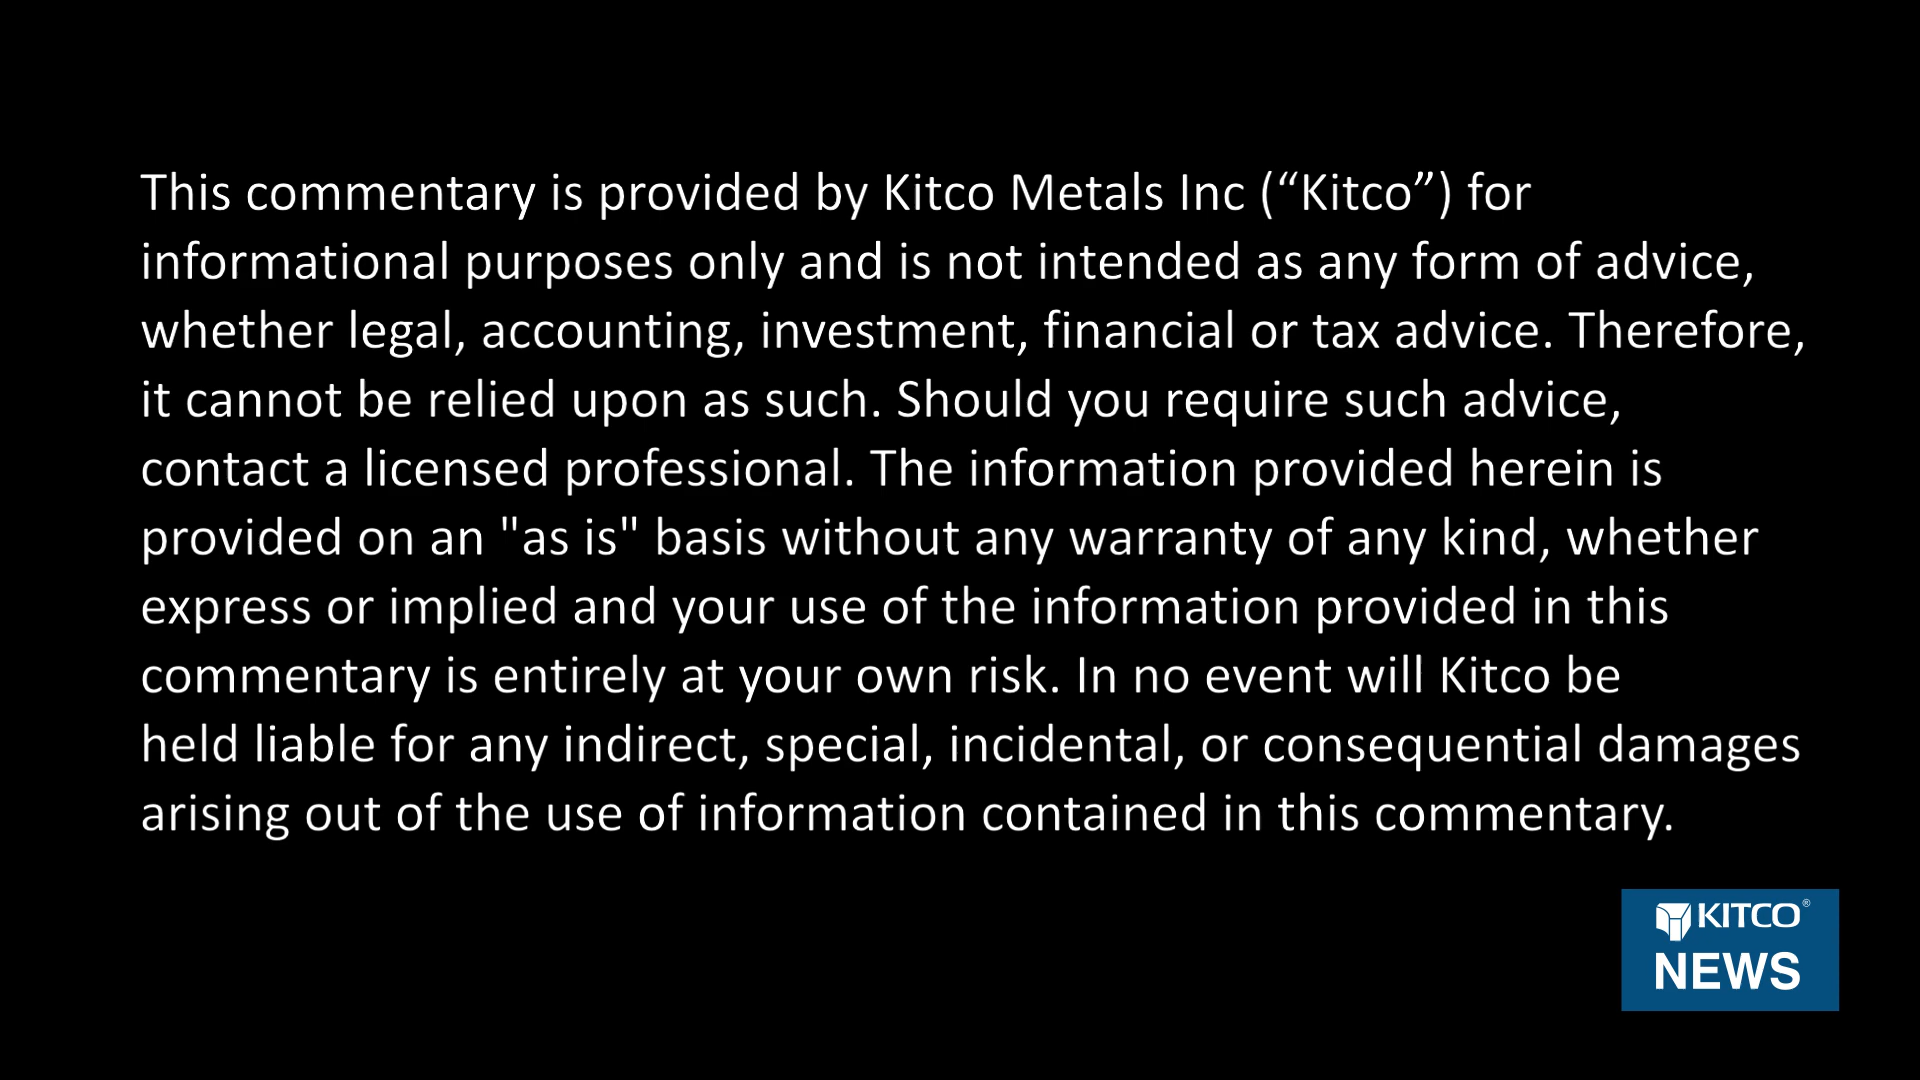 This commentary is provided by Kitco Metals Inc (“Kitco”) for
informational purposes only and is not intended as any form of advice,
whether legal, accounting, investment, financial or tax advice. Therefore,
it cannot be relied upon as such. Should you require such advice,
contact a licensed professional. The information provided herein is
provided on an "as is" basis without any warranty of any kind, whether
express or implied and your use of the information provided in this
commentary is entirely at your own risk. In no event will Kitco be
held liable for any indirect, special, incidental, or consequential damages
arising out of the use of information contained in this commentary.
KITCO®
NEWS